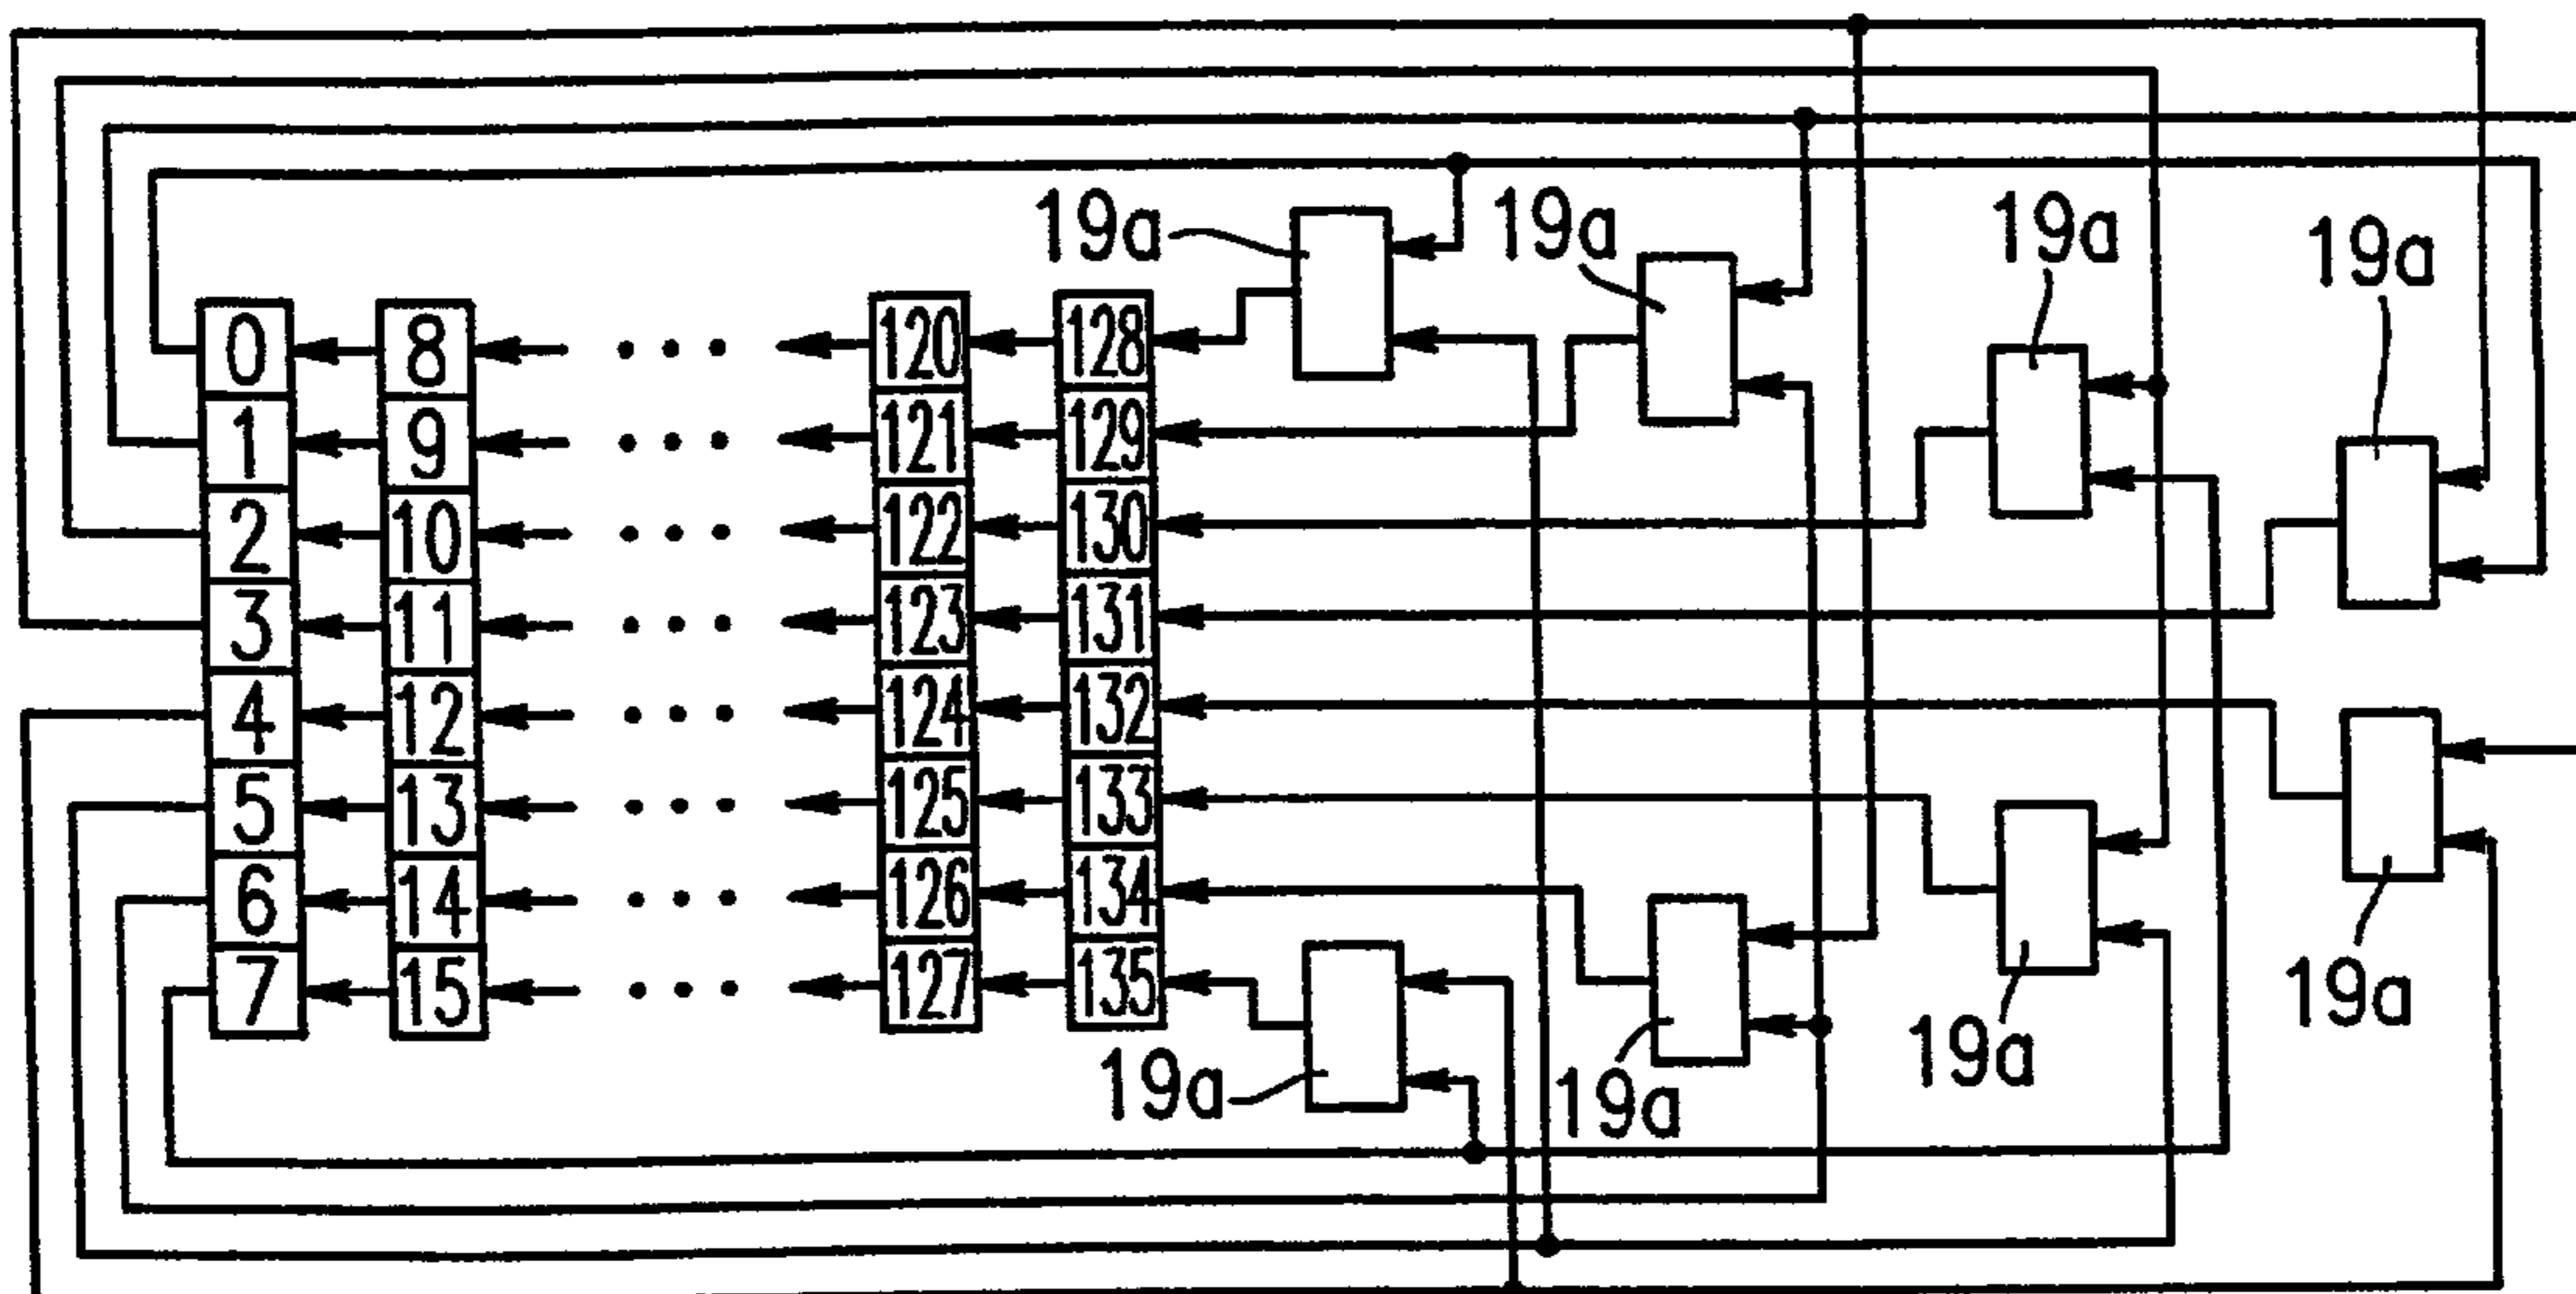 19a 19a 19a 19a
0 8 • • • 120 128
1 9 • • • 121 129
2 10 • • • 122 130
3 11 • • • 123 131
4 12 • • • 124 132
5 13 • • • 125 133
6 14 • • • 126 134
7 15 • • • 127 135
19a 19a 19a 19a